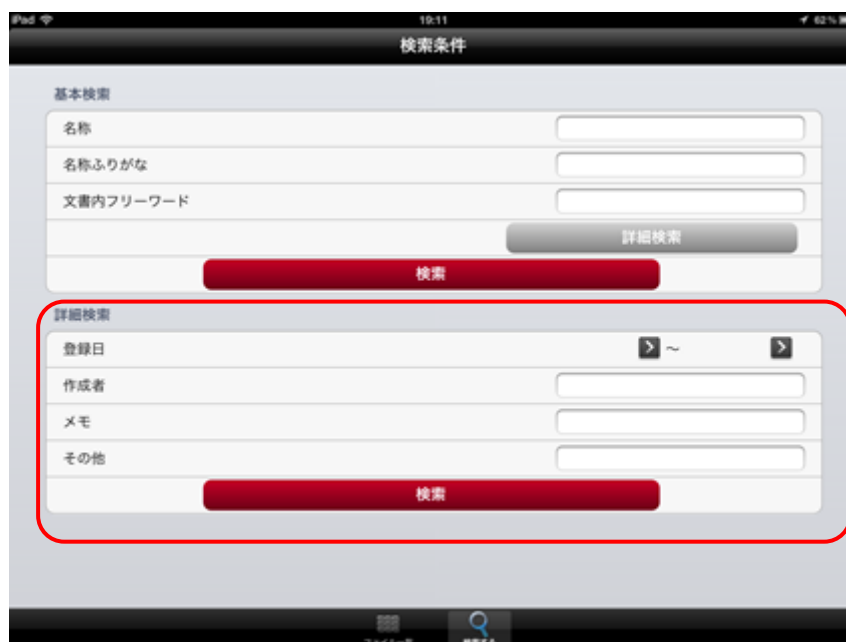 iPad 19:11 62%
検索条件
基本検索
名称
名称ふりがな
文書内フリーワード
詳細検索
検索
詳細検索
登録日 ～
作成者
メモ
その他
検索